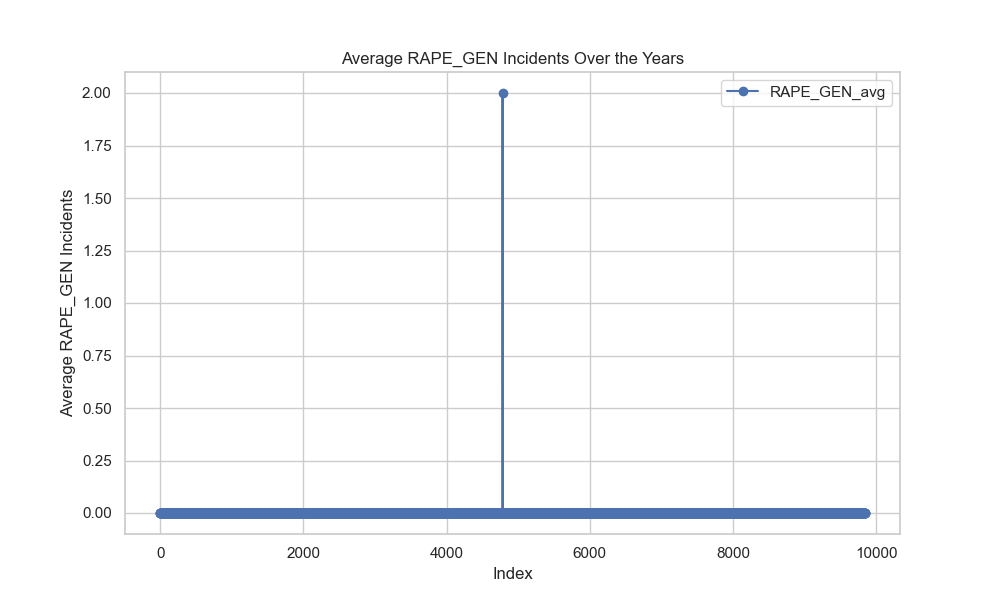 Average RAPE_GEN Incidents Over the Years
RAPE_GEN_avg
Average RAPE_GEN Incidents
2.00
1.75
1.50
1.25
1.00
0.75
0.50
0.25
0.00
0 2000 4000 6000 8000 10000
Index